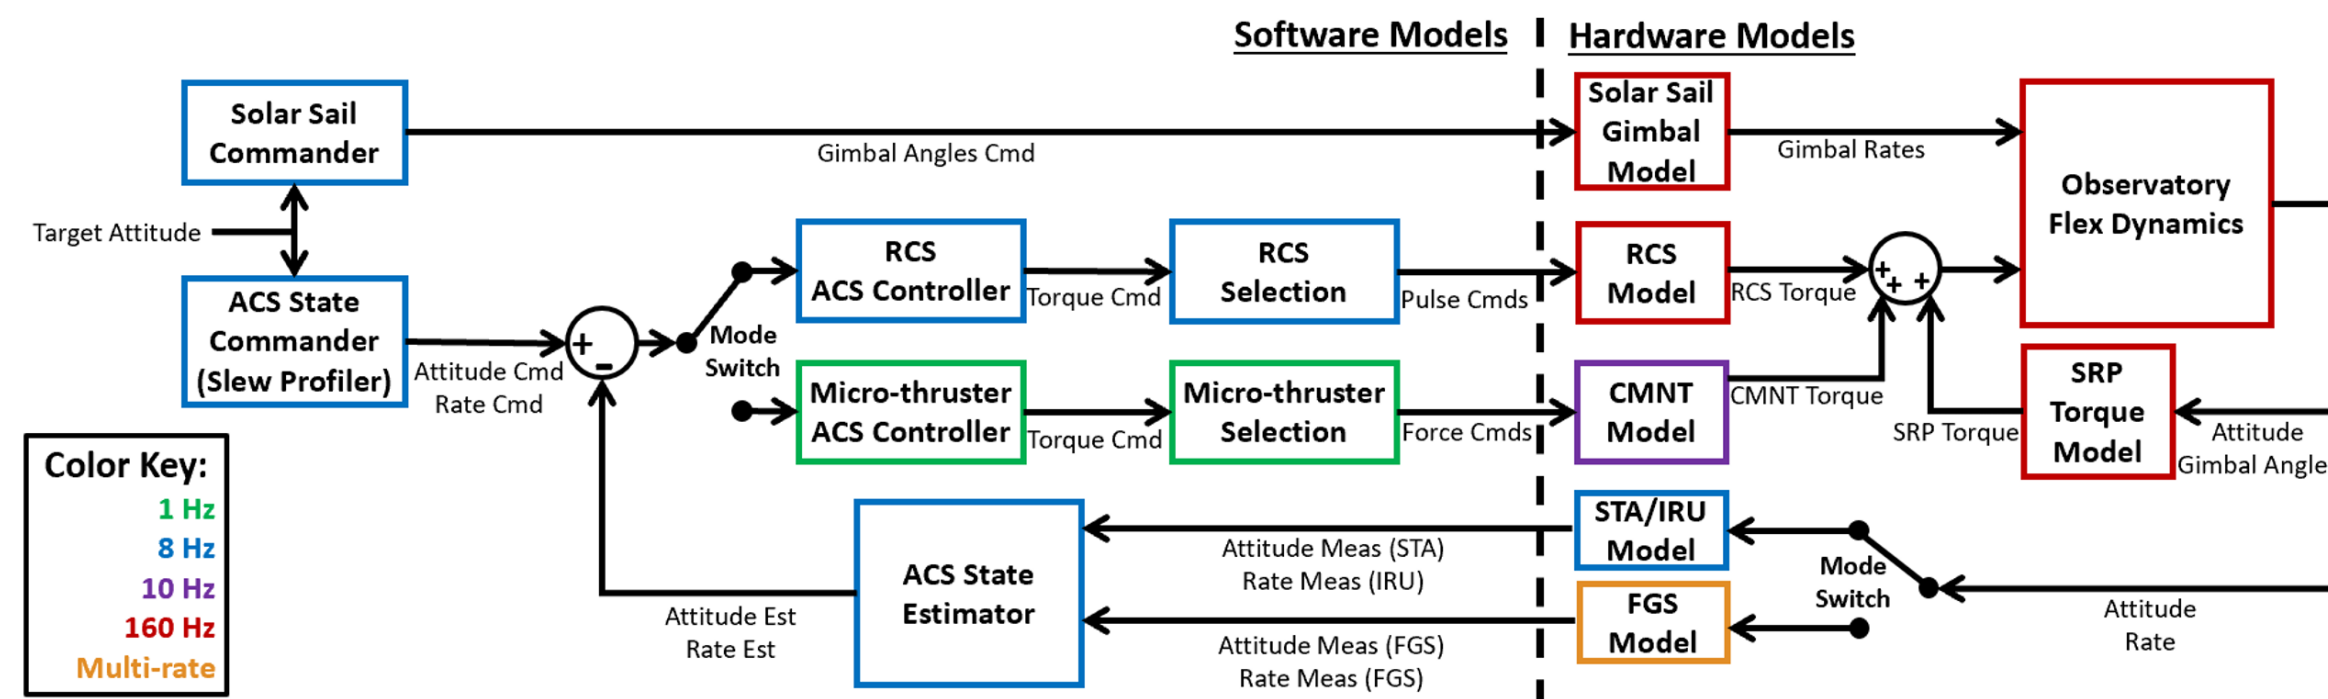 Software Models
Hardware Models
Solar Sail
Commander
Gimbal Angles Cmd
Solar Sail
Gimbal
Model
Gimbal Rates
Observatory
Flex Dynamics
Target Attitude
ACS State
Commander
(Slew Profiler)
Attitude Cmd
Rate Cmd
+
-
Mode
Switch
RCS
ACS Controller
Torque Cmd
RCS
Selection
Pulse Cmds
RCS
Model
RCS Torque
+
+
+
Micro-thruster
ACS Controller
Torque Cmd
Micro-thruster
Selection
Force Cmds
CMNT
Model
CMNT Torque
SRP Torque
SRP
Torque
Model
Attitude
Gimbal Angle
Color Key:
1 Hz
8 Hz
10 Hz
160 Hz
Multi-rate
ACS State
Estimator
Attitude Est
Rate Est
Attitude Meas (STA)
Rate Meas (IRU)
Attitude Meas (FGS)
Rate Meas (FGS)
STA/IRU
Model
FGS
Model
Mode
Switch
Attitude
Rate